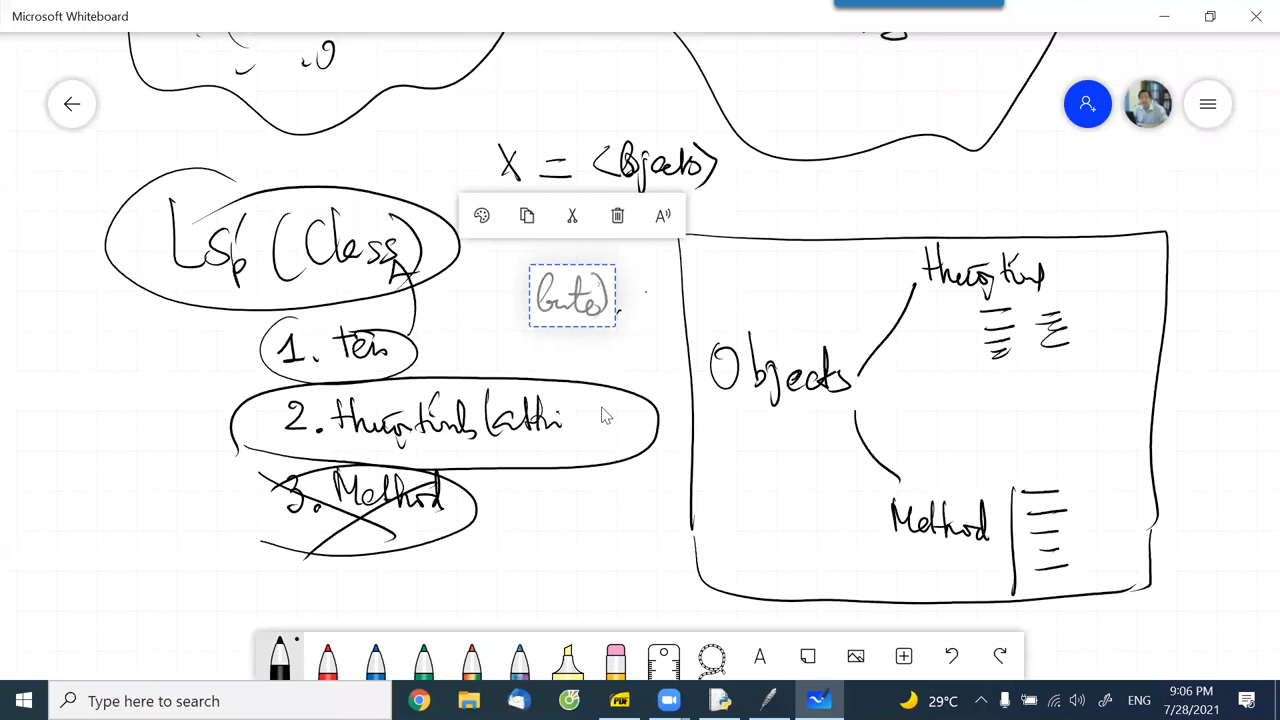 Microsoft Whiteboard
X = <Objects>
Lớp (Class)
1. tên
bute)
2. thuộc tính (attri
3. Method
Objects
thuộc tính
Method
Type here to search
PDF
29°C
ENG
9:06 PM
7/28/2021